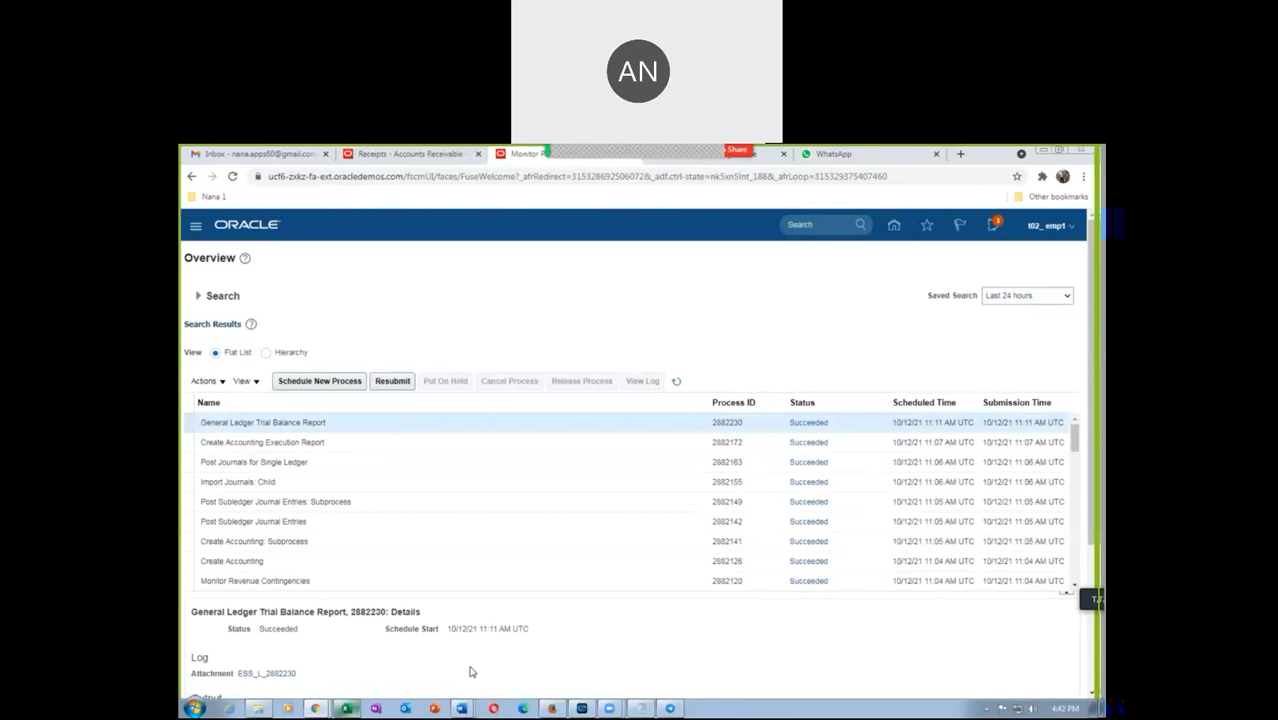 AN
Inbox - nana.apps60@gmail.com
Receipts - Accounts Receivable
Monitor P
Share
WhatsApp
ucf6-zxkz-fa-ext.oracledemos.com/fscmUI/faces/FuseWelcome?_afrRedirect=315328692506072&_adf.ctrl-state=nk5xn5Int_188&_afrLoop=315329375407460
Nana 1
Other bookmarks
ORACLE
Search
3
t02_emp1
Overview
Search
Saved Search Last 24 hours
Search Results
View Flat List Hierarchy
Actions View Schedule New Process Resubmit Put On Hold Cancel Process Release Process View Log
Name Process ID Status Scheduled Time Submission Time
General Ledger Trial Balance Report 2882230 Succeeded 10/12/21 11:11 AM UTC 10/12/21 11:11 AM UTC
Create Accounting Execution Report 2882172 Succeeded 10/12/21 11:07 AM UTC 10/12/21 11:07 AM UTC
Post Journals for Single Ledger 2882163 Succeeded 10/12/21 11:06 AM UTC 10/12/21 11:06 AM UTC
Import Journals: Child 2882155 Succeeded 10/12/21 11:06 AM UTC 10/12/21 11:06 AM UTC
Post Subledger Journal Entries: Subprocess 2882149 Succeeded 10/12/21 11:05 AM UTC 10/12/21 11:05 AM UTC
Post Subledger Journal Entries 2882142 Succeeded 10/12/21 11:05 AM UTC 10/12/21 11:05 AM UTC
Create Accounting: Subprocess 2882141 Succeeded 10/12/21 11:05 AM UTC 10/12/21 11:05 AM UTC
Create Accounting 2882126 Succeeded 10/12/21 11:04 AM UTC 10/12/21 11:04 AM UTC
Monitor Revenue Contingencies 2882120 Succeeded 10/12/21 11:04 AM UTC 10/12/21 11:04 AM UTC
General Ledger Trial Balance Report, 2882230: Details
Status Succeeded Schedule Start 10/12/21 11:11 AM UTC
Log
Attachment ESS_L_2882230
Output
4:42 PM